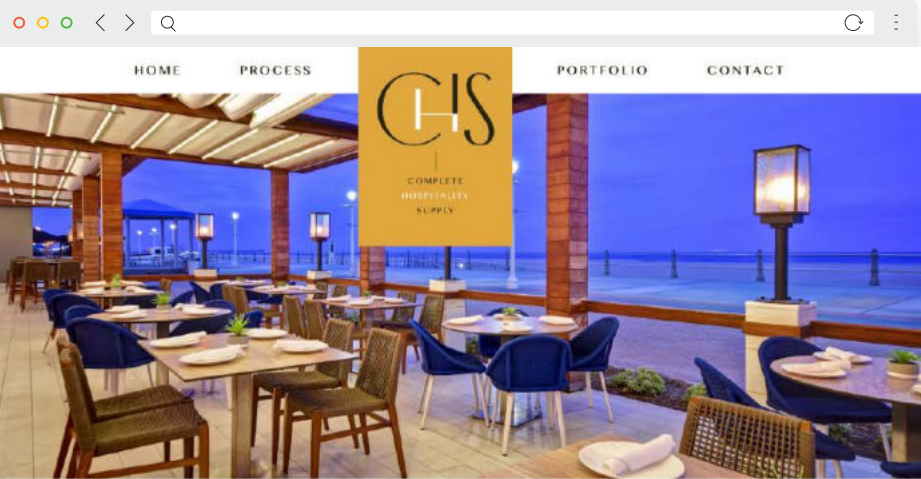 HOME
PROCESS
CHS
COMPLETE
HOSPITALITY
SUPPLY
PORTFOLIO
CONTACT